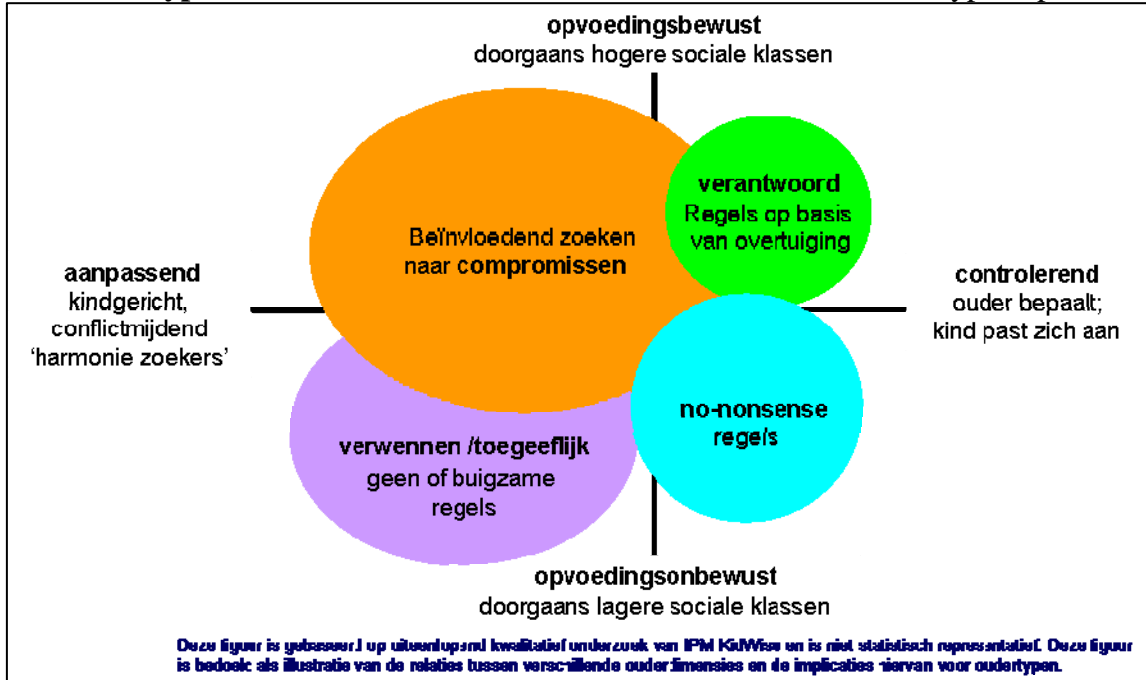 opvoedingsbewust
doorgaans hogere sociale klassen
verantwoord
Regels op basis
van overtuiging
Beïnvloedend zoeken
naar compromissen
aanpassend
kindgericht,
conflictmijdend
‘harmonie zoekers’
controlerend
ouder bepaalt;
kind past zich aan
no-nonsense
regels
verwennen /toegeeflijk
geen of buigzame
regels
opvoedingsonbewust
doorgaans lagere sociale klassen
Deze figuur is gebaseerd op uiteenlopend kwalitatief onderzoek van IPM KidWise en is niet statistisch representatief. Deze figuur
is bedoelt als illustratie van de relaties tussen verschillende ouderdimensies en de implicaties hiervan voor oudertypen.